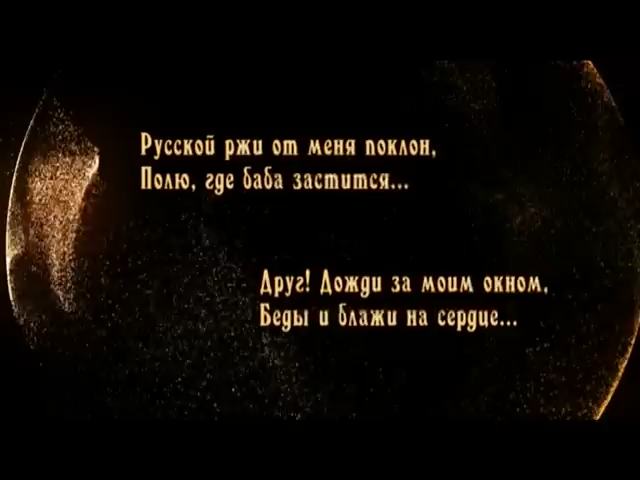 Русской ржи от меня поклон,
Полю, где баба застится...
Друг! Дожди за моим окном,
Беды и блажи на сердце...